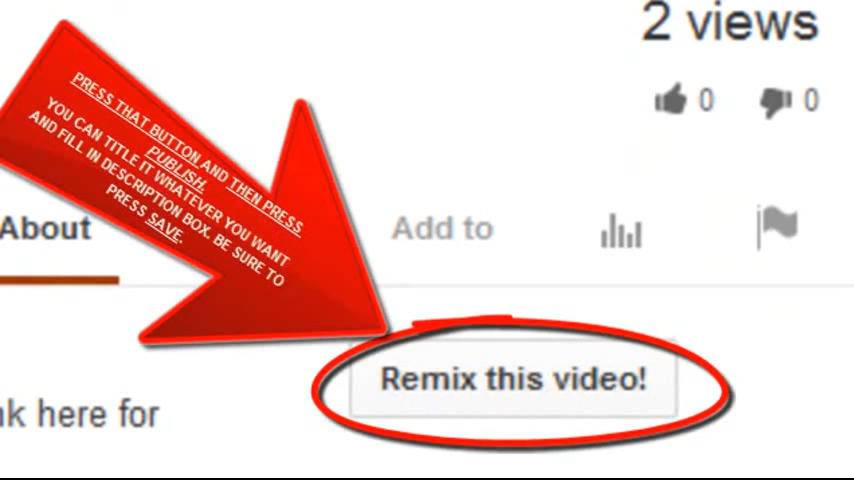 2 views
0 0
PRESS THAT BUTTON AND THEN PRESS
PUBLISH.
YOU CAN TITLE IT WHATEVER YOU WANT
AND FILL IN DESCRIPTION BOX. BE SURE TO
PRESS SAVE.
About Add to
Remix this video!
nk here for